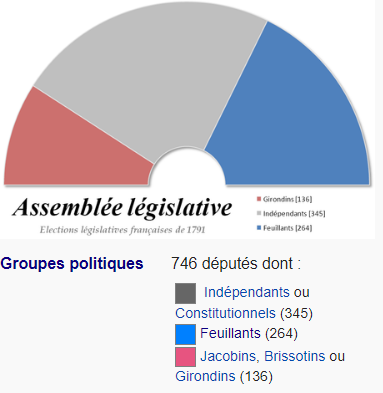 Girondins [136]
Indépendants [345]
Feuillants [264]
Assemblée législative
Elections législatives françaises de 1791
Groupes politiques
746 députés dont :
Indépendants ou
Constitutionnels (345)
Feuillants (264)
Jacobins, Brissotins ou
Girondins (136)